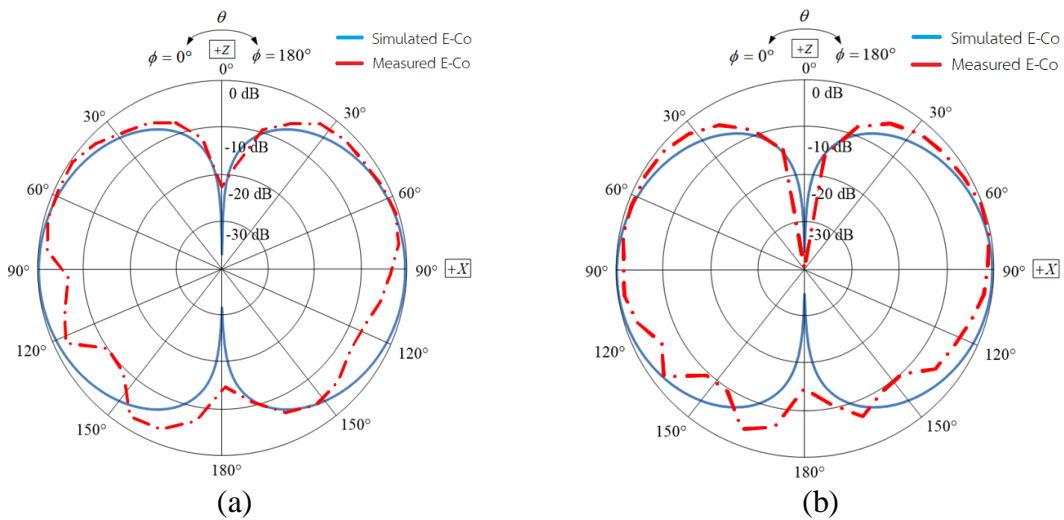 θ
ϕ = 0° +Z ϕ = 180°
0°
Simulated E-Co
Measured E-Co
0 dB
-10 dB
-20 dB
-30 dB
30°
30°
60°
60°
90°
90° +X
120°
120°
150°
150°
180°
(a)
θ
ϕ = 0° +Z ϕ = 180°
0°
Simulated E-Co
Measured E-Co
0 dB
-10 dB
-20 dB
-30 dB
30°
30°
60°
60°
90°
90° +X
120°
120°
150°
150°
180°
(b)